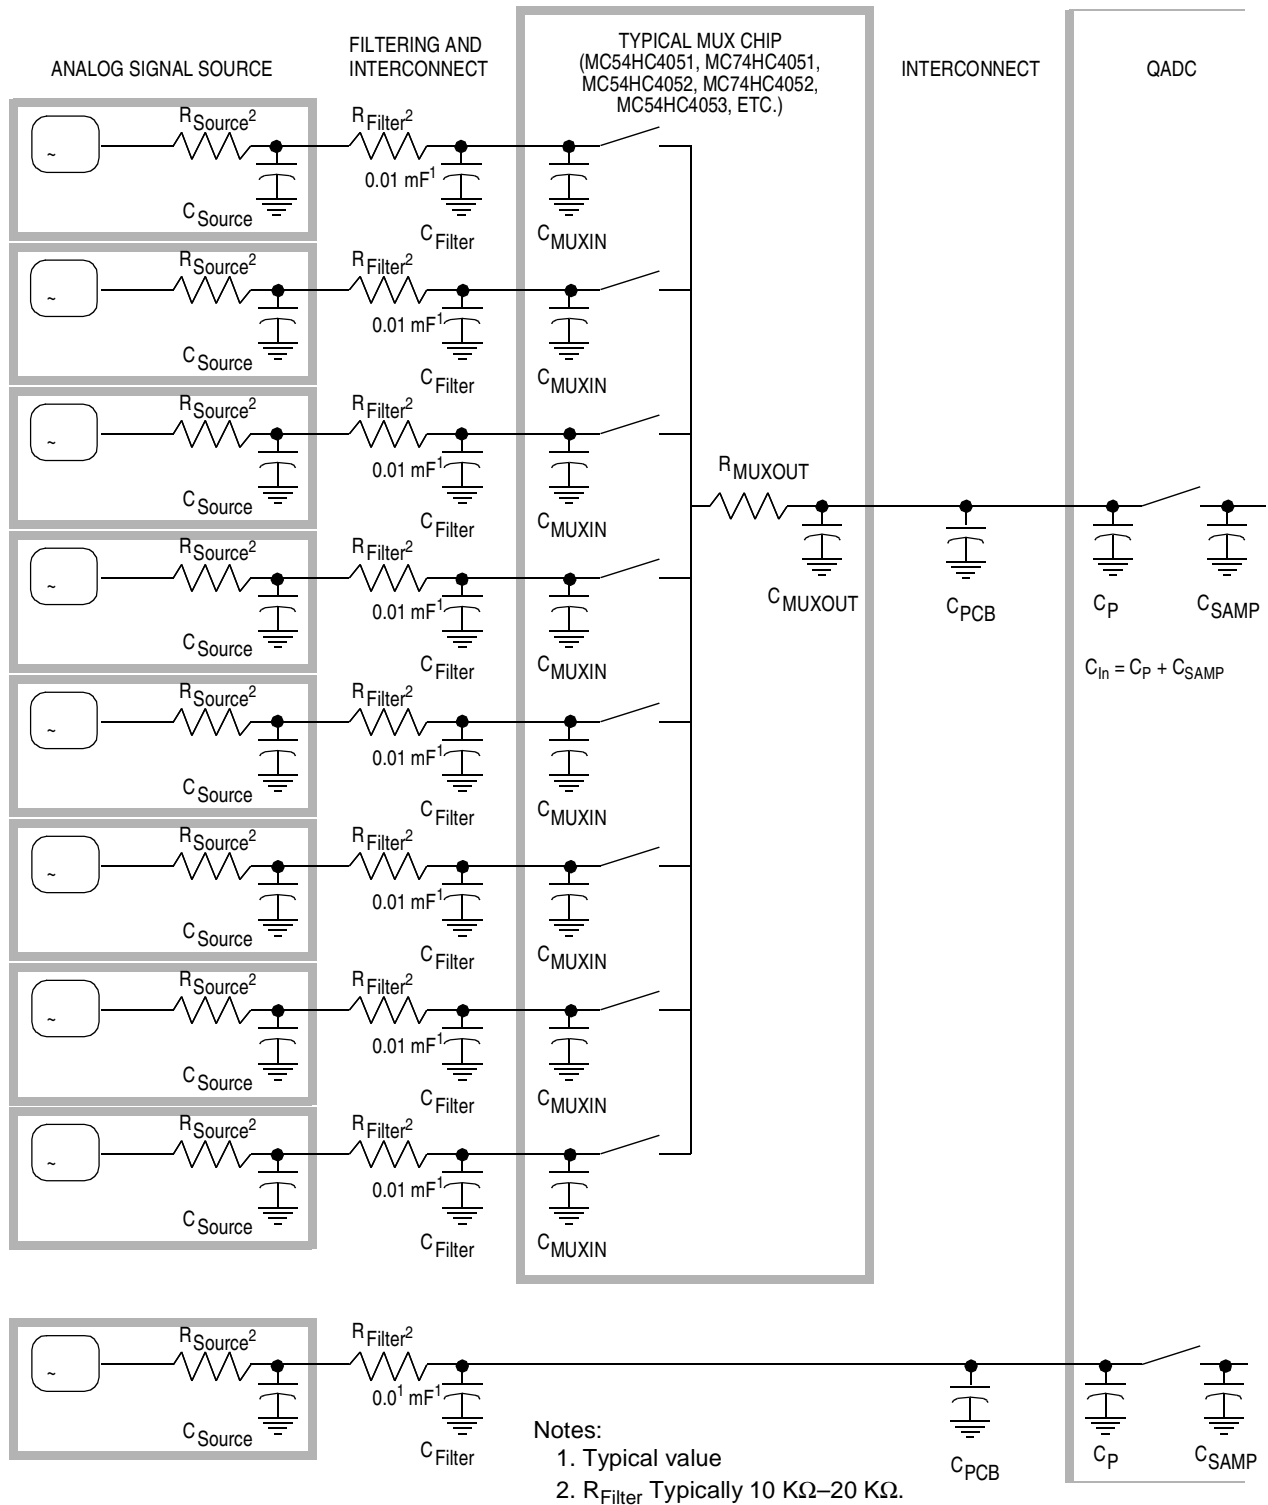 ANALOG SIGNAL SOURCE
FILTERING AND
INTERCONNECT
TYPICAL MUX CHIP
(MC54HC4051, MC74HC4051,
MC54HC4052, MC74HC4052,
MC54HC4053, ETC.)
INTERCONNECT
QADC
~
RSource2
CSource
RFilter2
0.01 mF1
CFilter
CMUXIN
~
RSource2
CSource
RFilter2
0.01 mF1
CFilter
CMUXIN
~
RSource2
CSource
RFilter2
0.01 mF1
CFilter
CMUXIN
RMUXOUT
CMUXOUT
CPCB
CP
CSAMP
CIn = CP + CSAMP
~
RSource2
CSource
RFilter2
0.01 mF1
CFilter
CMUXIN
~
RSource2
CSource
RFilter2
0.01 mF1
CFilter
CMUXIN
~
RSource2
CSource
RFilter2
0.01 mF1
CFilter
CMUXIN
~
RSource2
CSource
RFilter2
0.01 mF1
CFilter
CMUXIN
~
RSource2
CSource
RFilter2
0.01 mF1
CFilter
CMUXIN
~
RSource2
CSource
RFilter2
0.01 mF1
CFilter
CPCB
CP
CSAMP
Notes:
1. Typical value
2. RFilter Typically 10 KΩ–20 KΩ.